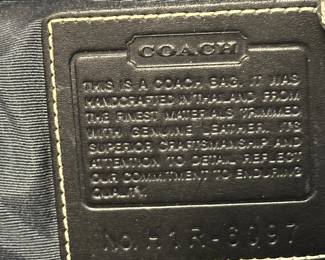 COACH
THIS IS A COACH BAG. IT WAS
HANDCRAFTED IN THAILAND FROM
THE FINEST MATERIALS TRIMMED
WITH GENUINE LEATHER. ITS
SUPERIOR CRAFTSMANSHIP AND
ATTENTION TO DETAIL REFLECT
OUR COMMITMENT TO ENDURING
QUALITY.
No. H1R-6097